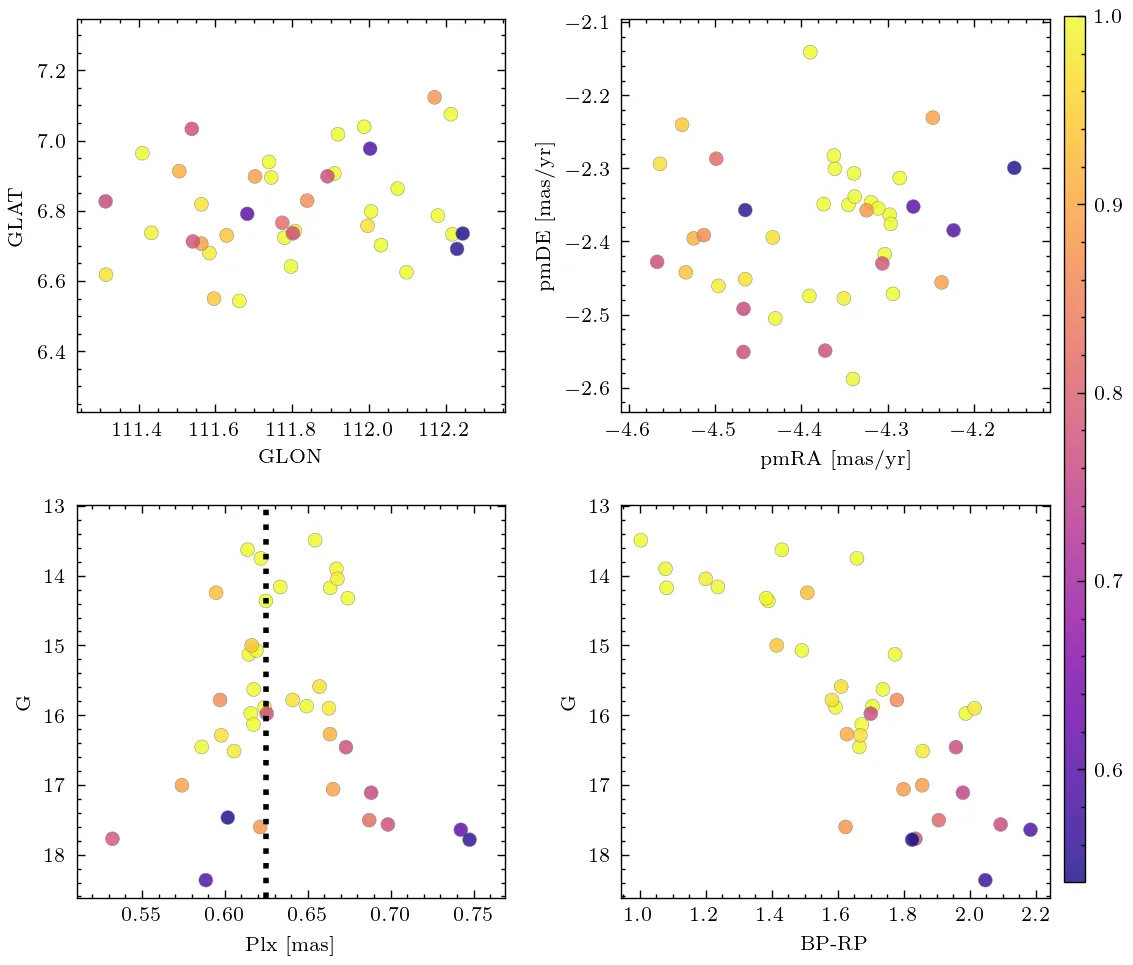 7.2
7.0
6.8
6.6
6.4
GLAT
111.4 111.6 111.8 112.0 112.2
GLON
−2.1
−2.2
−2.3
−2.4
−2.5
−2.6
pmDE [mas/yr]
−4.6 −4.5 −4.4 −4.3 −4.2
pmRA [mas/yr]
1.0
0.9
0.8
0.7
0.6
13
14
15
16
17
18
G
0.55 0.60 0.65 0.70 0.75
Plx [mas]
13
14
15
16
17
18
G
1.0 1.2 1.4 1.6 1.8 2.0 2.2
BP-RP